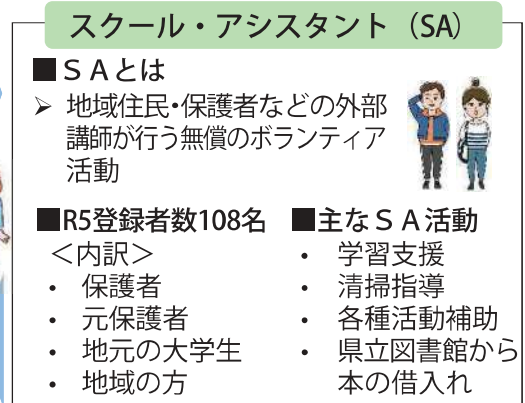 スクール・アシスタント（SA）
■ＳＡとは
➢ 地域住民・保護者などの外部
講師が行う無償のボランティア
活動
■R5登録者数108名
＜内訳＞
・ 保護者
・ 元保護者
・ 地元の大学生
・ 地域の方
■主なＳＡ活動
・ 学習支援
・ 清掃指導
・ 各種活動補助
・ 県立図書館から
本の借入れ